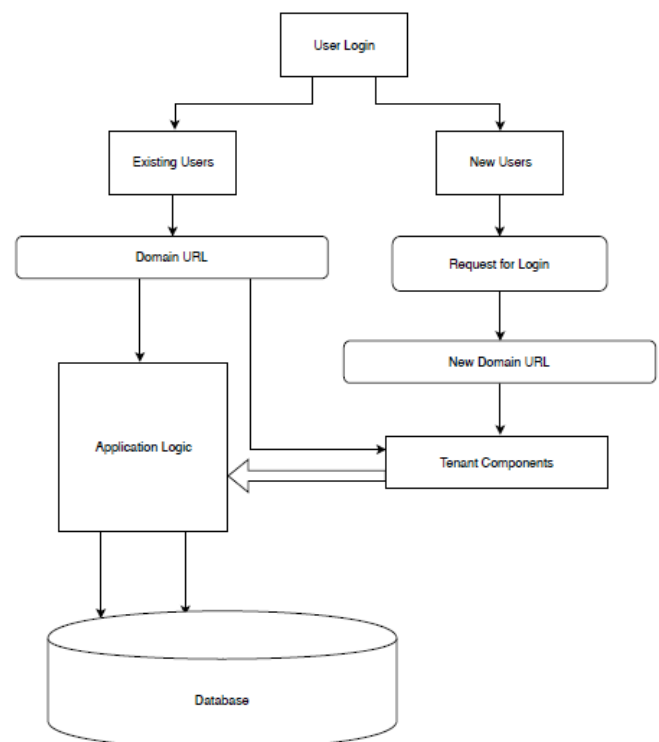 User Login
Existing Users
New Users
Domain URL
Request for Login
New Domain URL
Application Logic
Tenant Components
Database